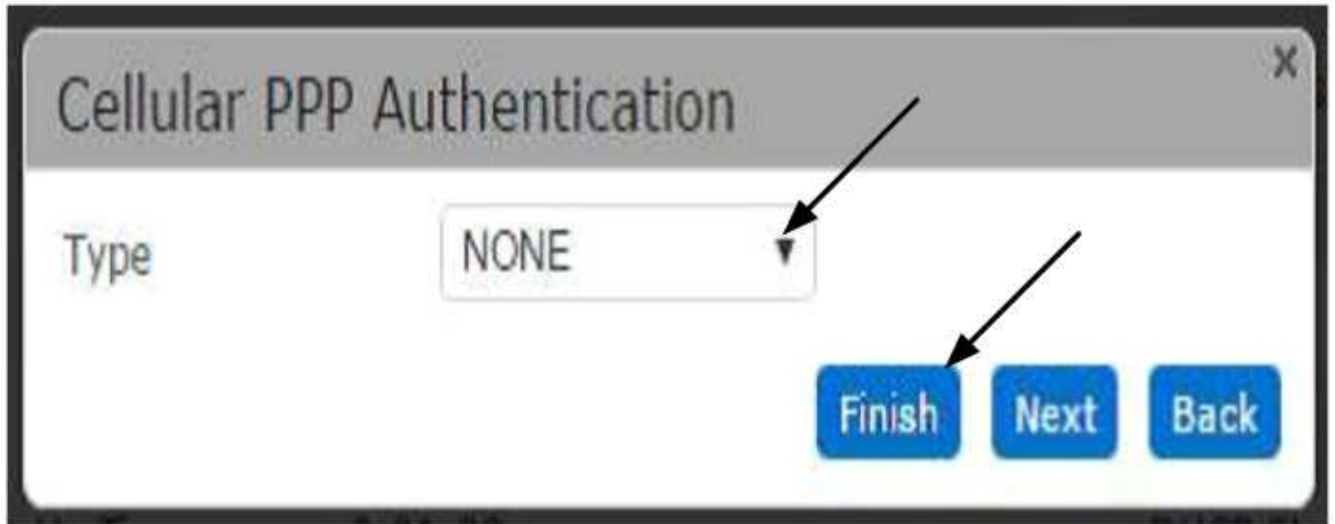 Cellular PPP Authentication x
Type NONE ▼
Finish Next Back